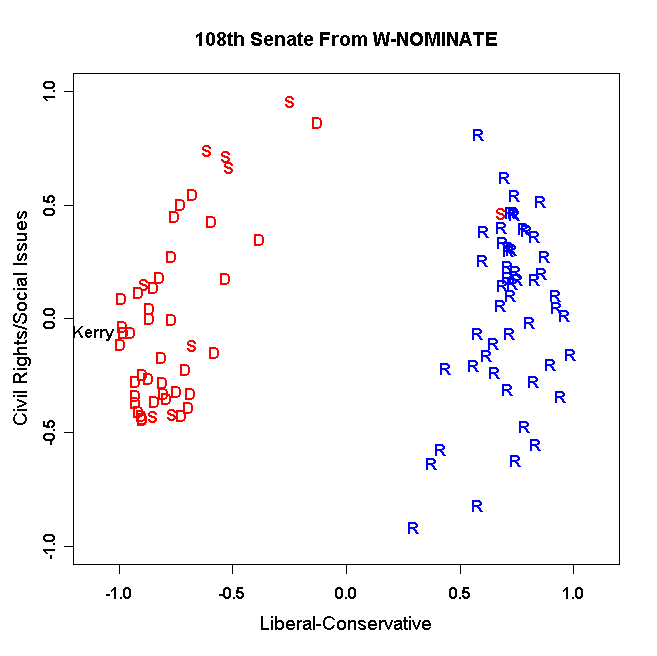 108th Senate From W-NOMINATE
1.0
S
D
R
S S
S
R
D R
D 0.5 R
D S R
D
R R
D R
D R
D R
D D R
D S D R
D
D 0.0 D R
Kerry D
D S R
D D R
D R R
D D R
D D R
D D D R
D D S S D -0.5
R
R
R R
R
R
-1.0
-1.0 -0.5 0.0 0.5 1.0
Liberal-Conservative
Civil Rights/Social Issues